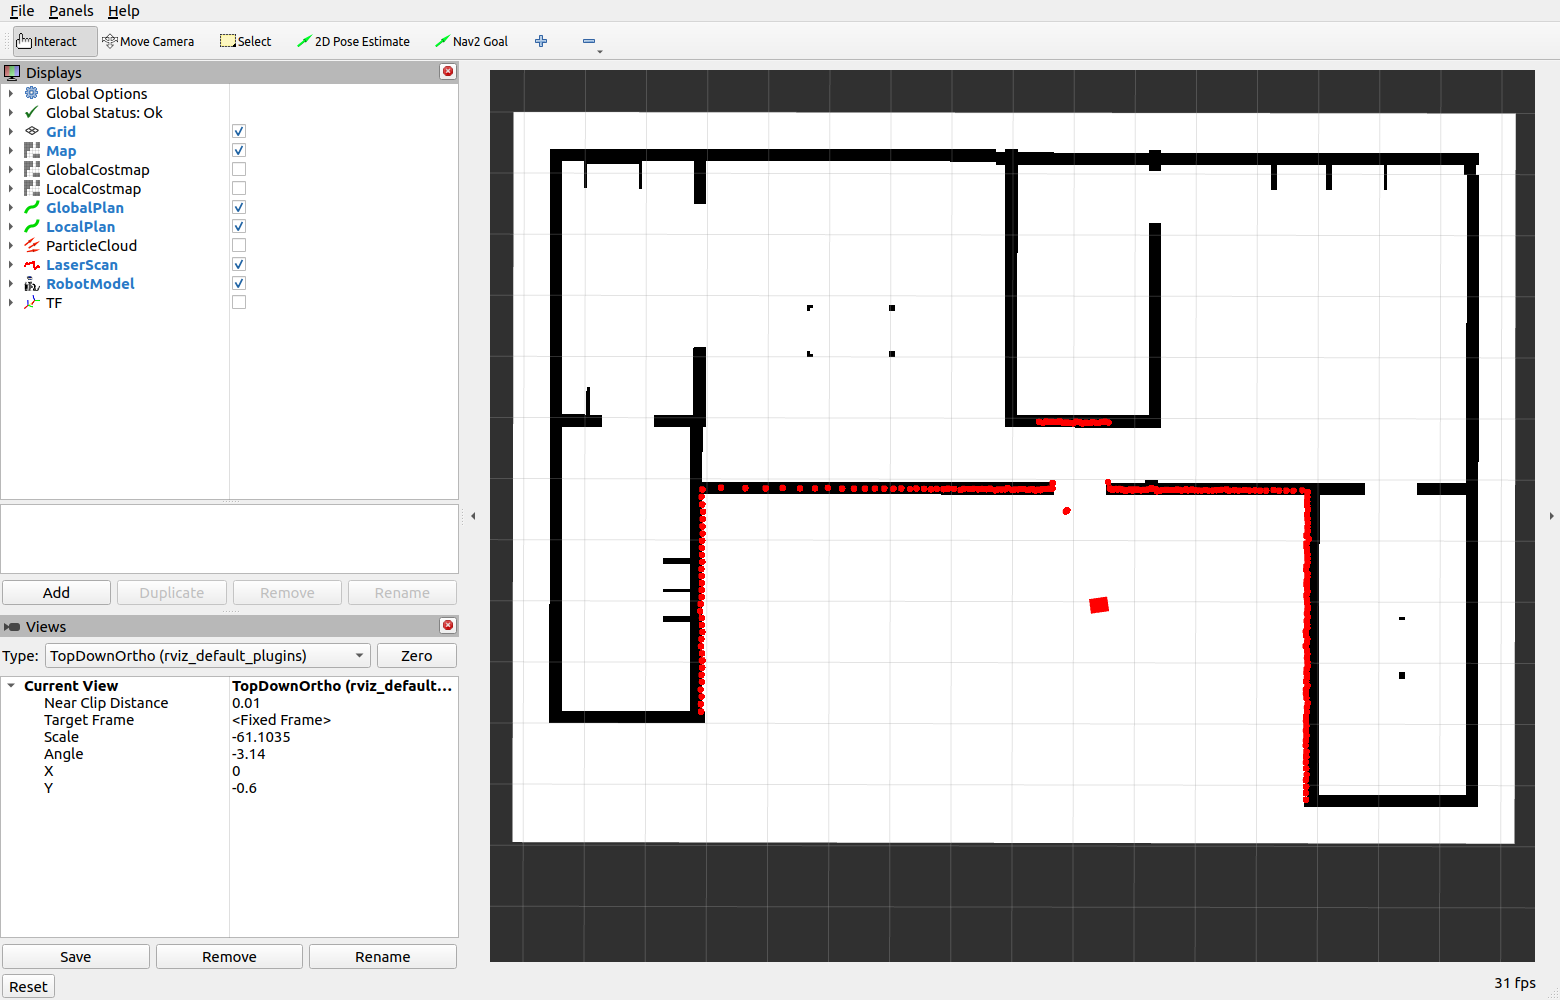 File Panels Help
Interact Move Camera Select 2D Pose Estimate Nav2 Goal
Displays
Global Options
Global Status: Ok
Grid
Map
GlobalCostmap
LocalCostmap
GlobalPlan
LocalPlan
ParticleCloud
LaserScan
RobotModel
TF
Add Duplicate Remove Rename
Views
Type: TopDownOrtho (rviz_default_plugins) Zero
Current View TopDownOrtho (rviz_default...
Near Clip Distance 0.01
Target Frame <Fixed Frame>
Scale -61.1035
Angle -3.14
X 0
Y -0.6
Save Remove Rename
Reset
31 fps